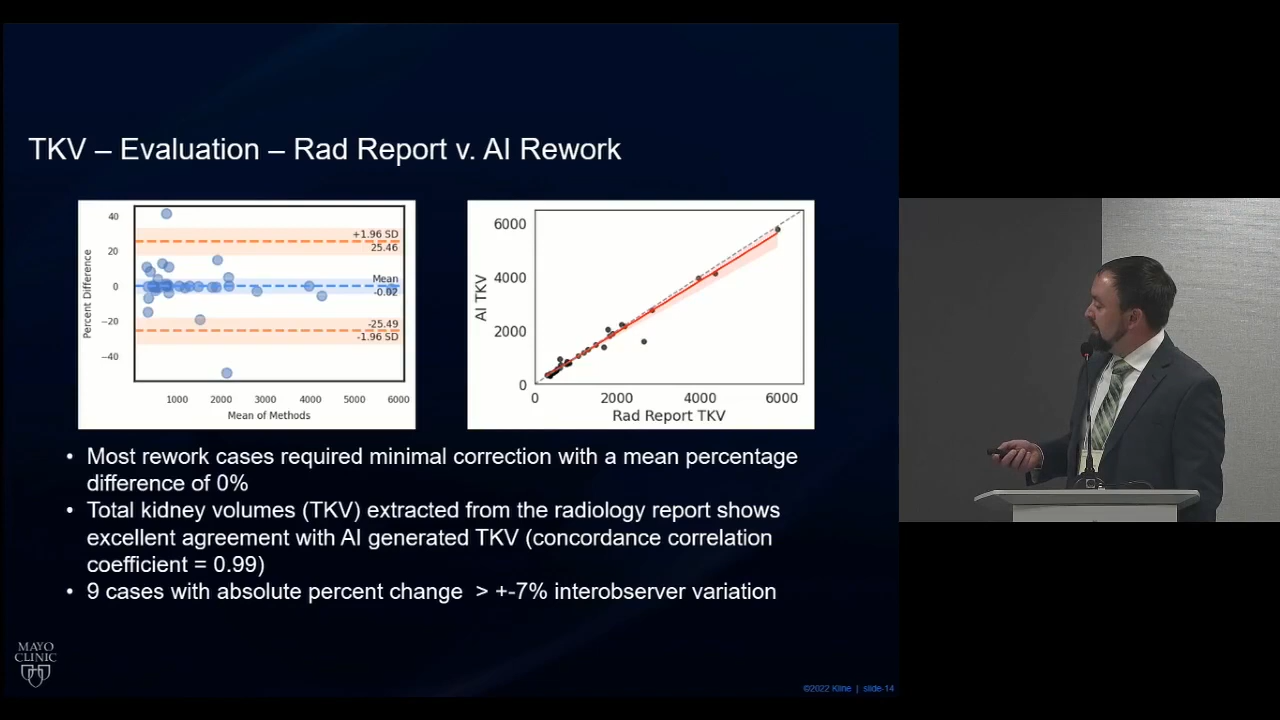 TKV – Evaluation – Rad Report v. AI Rework
40
20
0
−20
−40
Percent Difference
+1.96 SD
25.46
Mean
-0.02
-25.49
-1.96 SD
1000 2000 3000 4000 5000 6000
Mean of Methods
6000
4000
2000
0
AI TKV
0 2000 4000 6000
Rad Report TKV
• Most rework cases required minimal correction with a mean percentage
difference of 0%
• Total kidney volumes (TKV) extracted from the radiology report shows
excellent agreement with AI generated TKV (concordance correlation
coefficient = 0.99)
• 9 cases with absolute percent change > +-7% interobserver variation
MAYO
CLINIC
©2022 Kline | slide-14